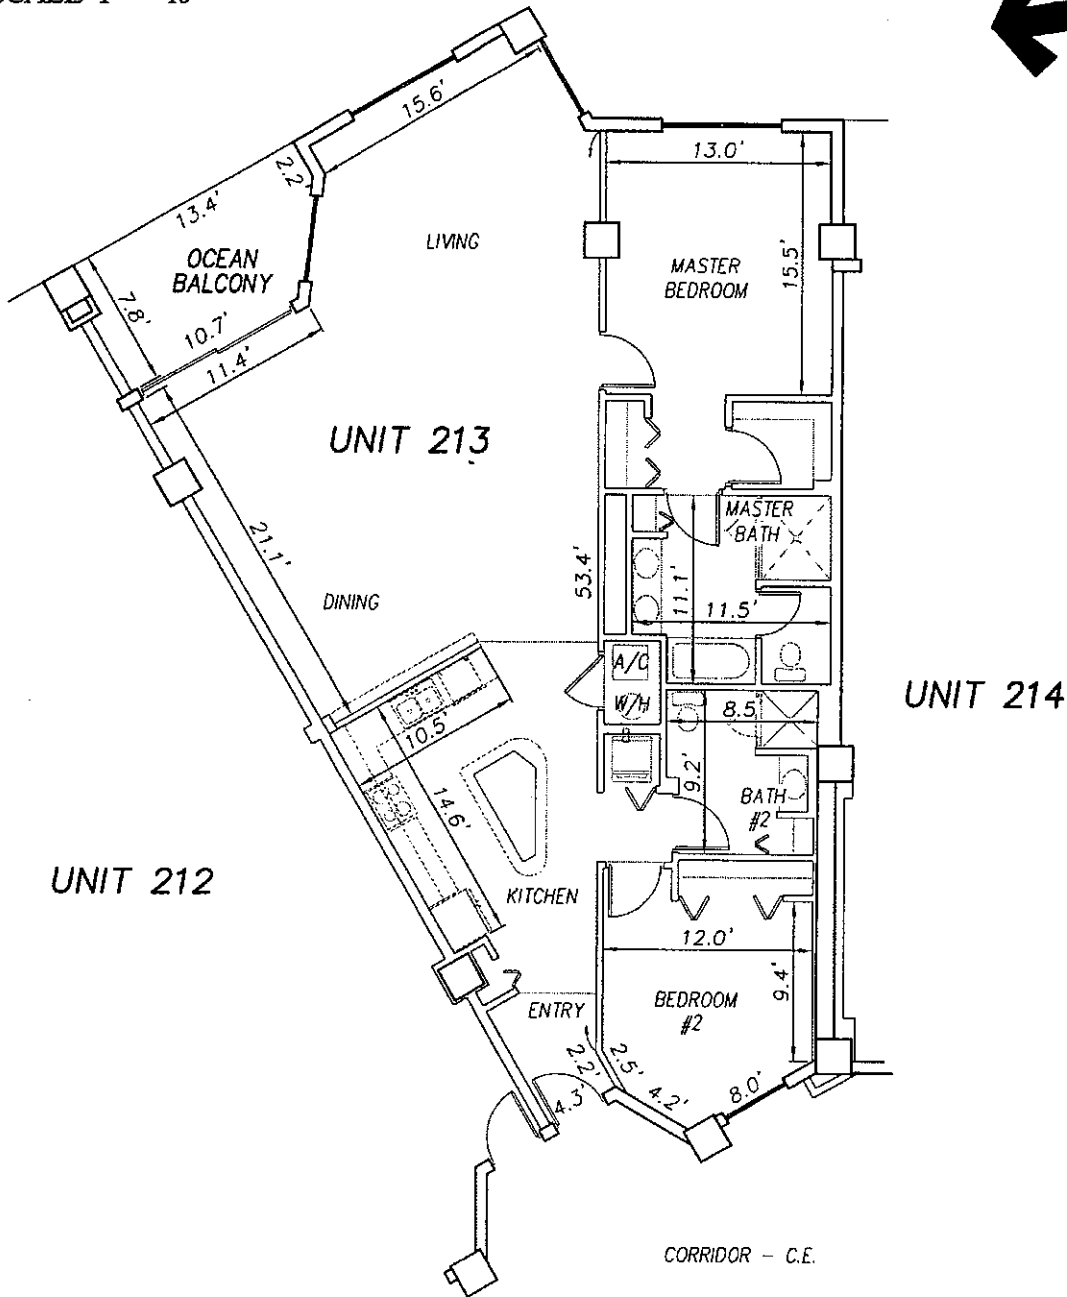 15.6'
13.0'
2.2'
13.4'
LIVING
OCEAN
BALCONY
MASTER
BEDROOM
15.5'
7.8'
10.7'
11.4'
UNIT 213
MASTER
BATH
21.1'
53.4'
11.1'
11.5'
DINING
A/C
W/H
8.5
UNIT 214
10.5'
9.2'
14.6'
BATH
#2
UNIT 212
KITCHEN
12.0'
9.4'
ENTRY
BEDROOM
#2
2.2'
2.5'
4.3'
4.2'
8.0'
CORRIDOR - C.E.